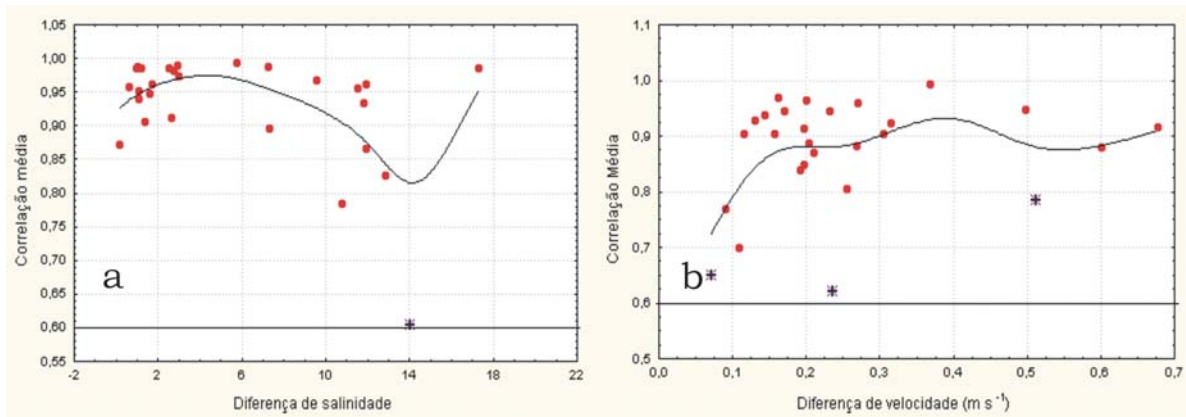 1,05
1,00
0,95
0,90
0,85
0,80
0,75
0,70
0,65
0,60
0,55
Correlação média
a
-2 2 6 10 14 18 22
Diferença de salinidade
1,1
1,0
0,9
0,8
0,7
0,6
0,5
Correlação Média
b
0,0 0,1 0,2 0,3 0,4 0,5 0,6 0,7
Diferença de velocidade (m s⁻¹)